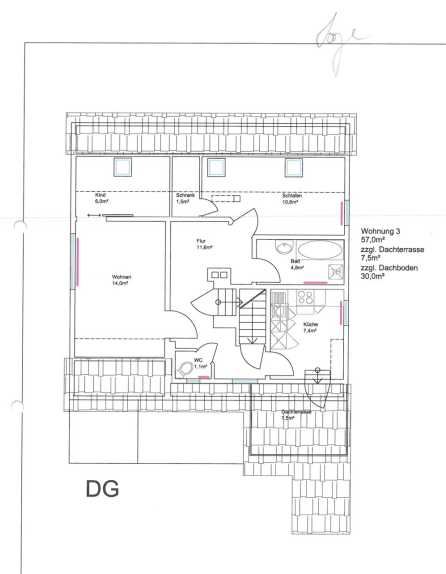 Kind
6,0m²
Schrank
1,5m²
Schlafen
10,6m²
Flur
11,6m²
Bad
4,8m²
Wohnen
14,0m²
Küche
7,4m²
WC
1,1m²
Dachterrasse
7,5m²
Wohnung 3
57,0m²
zzgl. Dachterrasse
7,5m²
zzgl. Dachboden
30,0m²
DG